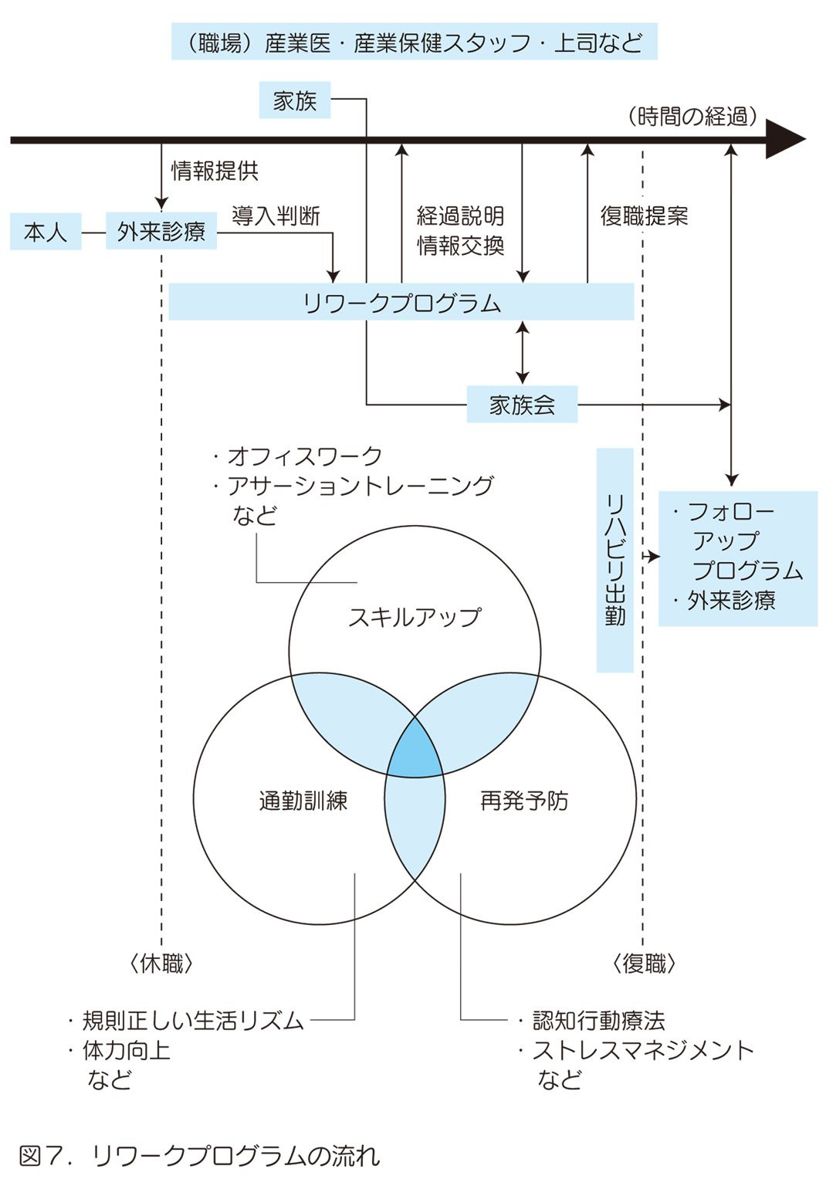 （職場）産業医・産業保健スタッフ・上司など
家族
（時間の経過）
情報提供
本人
外来診療
導入判断
経過説明
情報交換
復職提案
リワークプログラム
家族会
・オフィスワーク
・アサーショントレーニング
など
リハビリ出勤
・フォロー
アップ
プログラム
・外来診療
スキルアップ
通勤訓練
再発予防
〈休職〉
〈復職〉
・規則正しい生活リズム
・体力向上
など
・認知行動療法
・ストレスマネジメント
など
図７．リワークプログラムの流れ